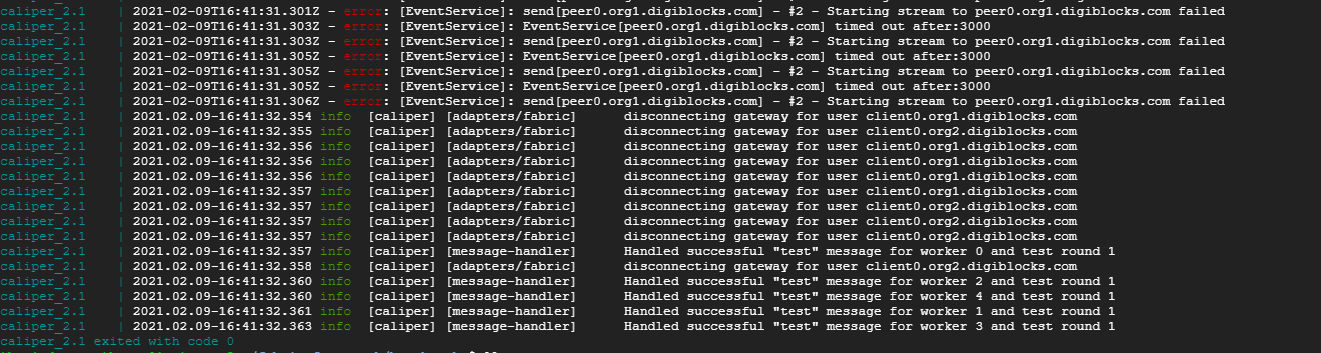 caliper_2.1 | 2021-02-09T16:41:31.301Z - error: [EventService]: send[peer0.org1.digiblocks.com] - #2 - Starting stream to peer0.org1.digiblocks.com failed
caliper_2.1 | 2021-02-09T16:41:31.303Z - error: [EventService]: EventService[peer0.org1.digiblocks.com] timed out after:3000
caliper_2.1 | 2021-02-09T16:41:31.303Z - error: [EventService]: send[peer0.org1.digiblocks.com] - #2 - Starting stream to peer0.org1.digiblocks.com failed
caliper_2.1 | 2021-02-09T16:41:31.305Z - error: [EventService]: EventService[peer0.org1.digiblocks.com] timed out after:3000
caliper_2.1 | 2021-02-09T16:41:31.305Z - error: [EventService]: send[peer0.org1.digiblocks.com] - #2 - Starting stream to peer0.org1.digiblocks.com failed
caliper_2.1 | 2021-02-09T16:41:31.305Z - error: [EventService]: EventService[peer0.org1.digiblocks.com] timed out after:3000
caliper_2.1 | 2021-02-09T16:41:31.306Z - error: [EventService]: send[peer0.org1.digiblocks.com] - #2 - Starting stream to peer0.org1.digiblocks.com failed
caliper_2.1 | 2021.02.09-16:41:32.354 info [caliper] [adapters/fabric] disconnecting gateway for user client0.org1.digiblocks.com
caliper_2.1 | 2021.02.09-16:41:32.355 info [caliper] [adapters/fabric] disconnecting gateway for user client0.org2.digiblocks.com
caliper_2.1 | 2021.02.09-16:41:32.356 info [caliper] [adapters/fabric] disconnecting gateway for user client0.org1.digiblocks.com
caliper_2.1 | 2021.02.09-16:41:32.356 info [caliper] [adapters/fabric] disconnecting gateway for user client0.org1.digiblocks.com
caliper_2.1 | 2021.02.09-16:41:32.356 info [caliper] [adapters/fabric] disconnecting gateway for user client0.org1.digiblocks.com
caliper_2.1 | 2021.02.09-16:41:32.357 info [caliper] [adapters/fabric] disconnecting gateway for user client0.org1.digiblocks.com
caliper_2.1 | 2021.02.09-16:41:32.357 info [caliper] [adapters/fabric] disconnecting gateway for user client0.org2.digiblocks.com
caliper_2.1 | 2021.02.09-16:41:32.357 info [caliper] [adapters/fabric] disconnecting gateway for user client0.org2.digiblocks.com
caliper_2.1 | 2021.02.09-16:41:32.357 info [caliper] [adapters/fabric] disconnecting gateway for user client0.org2.digiblocks.com
caliper_2.1 | 2021.02.09-16:41:32.357 info [caliper] [message-handler] Handled successful "test" message for worker 0 and test round 1
caliper_2.1 | 2021.02.09-16:41:32.358 info [caliper] [adapters/fabric] disconnecting gateway for user client0.org2.digiblocks.com
caliper_2.1 | 2021.02.09-16:41:32.360 info [caliper] [message-handler] Handled successful "test" message for worker 2 and test round 1
caliper_2.1 | 2021.02.09-16:41:32.360 info [caliper] [message-handler] Handled successful "test" message for worker 4 and test round 1
caliper_2.1 | 2021.02.09-16:41:32.361 info [caliper] [message-handler] Handled successful "test" message for worker 1 and test round 1
caliper_2.1 | 2021.02.09-16:41:32.363 info [caliper] [message-handler] Handled successful "test" message for worker 3 and test round 1
caliper_2.1 exited with code 0